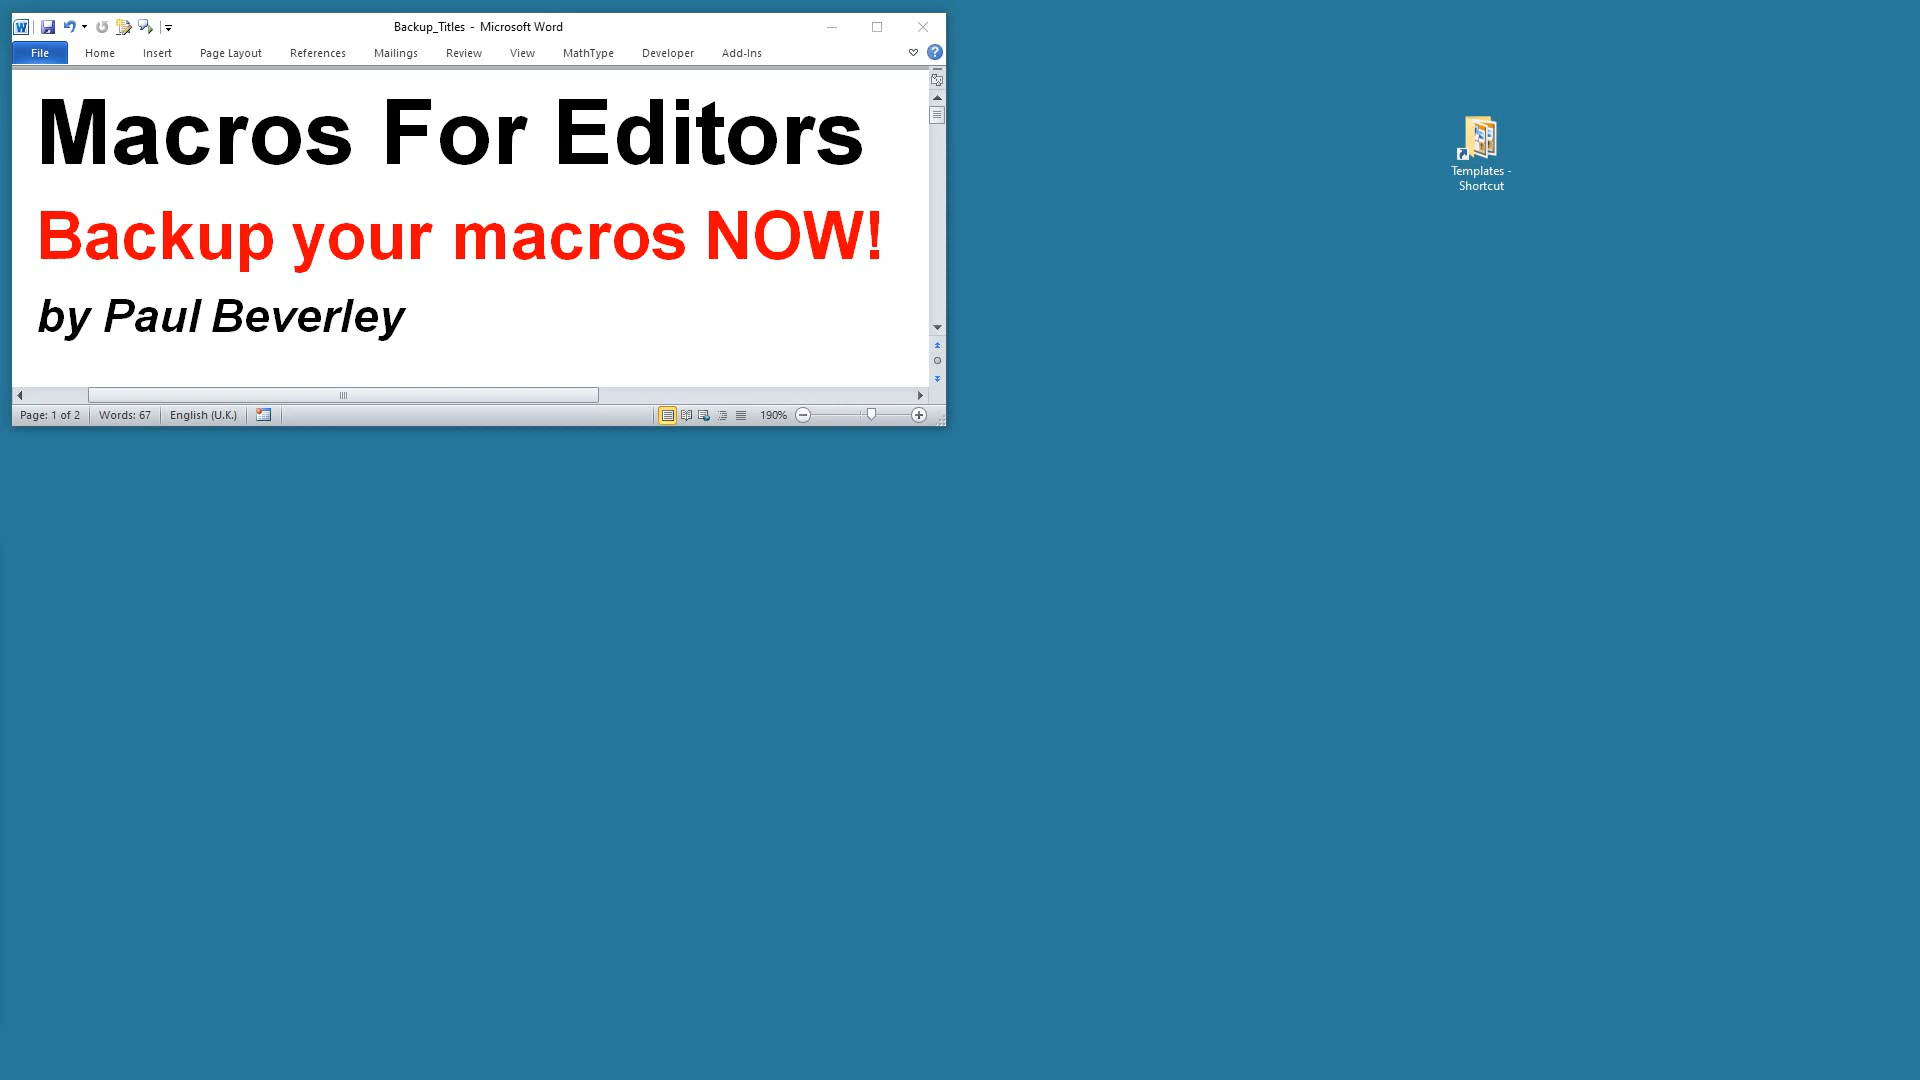 Backup_Titles - Microsoft Word
File Home Insert Page Layout References Mailings Review View MathType Developer Add-Ins
Macros For Editors
Backup your macros NOW!
by Paul Beverley
Page: 1 of 2 Words: 67 English (U.K.) 190%
Templates -
Shortcut